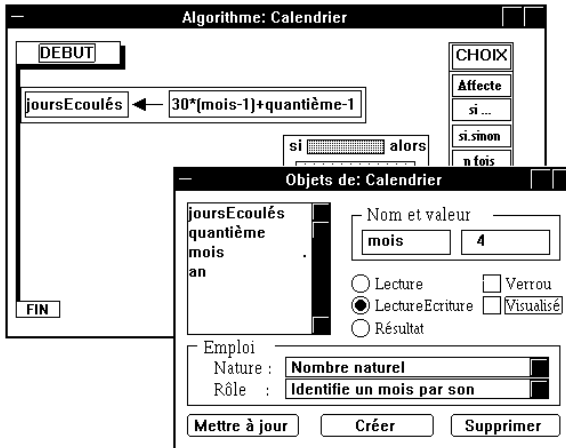 Algorithme: Calendrier
DEBUT
CHOIX
Affecte
si ...
si.sinon
n fois
joursEcoulés 30*(mois-1)+quantième-1
si alors
Objets de: Calendrier
joursEcoulés
quantième
mois .
an
Nom et valeur
mois 4
Lecture
LectureEcriture
Résultat
Verrou
Visualisé
FIN
Emploi
Nature : Nombre naturel
Rôle : Identifie un mois par son
Mettre à jour Créer Supprimer